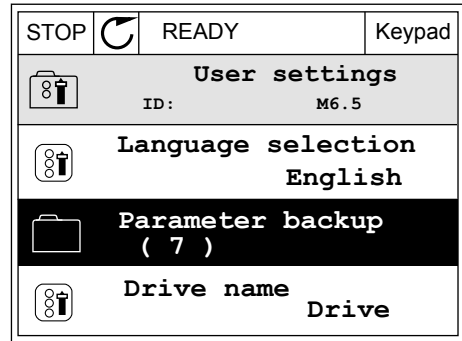 STOP READY Keypad
User settings
ID: M6.5
Language selection
English
Parameter backup
( 7 )
Drive name
Drive